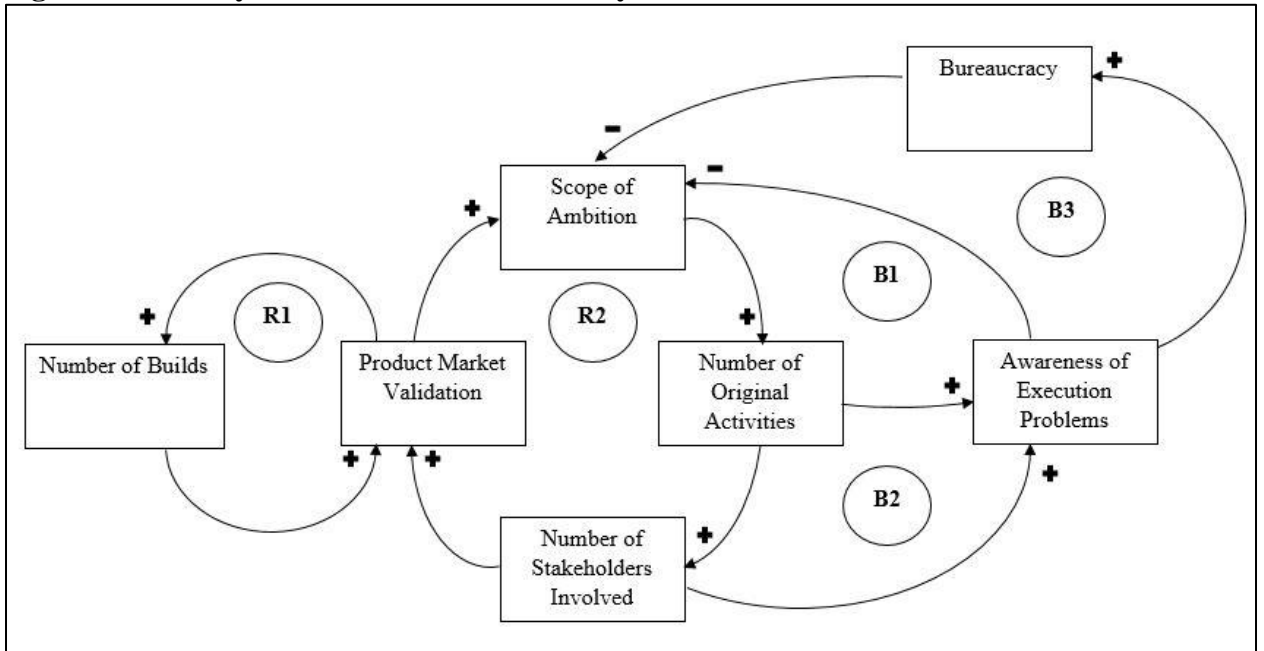 Bureaucracy
+
−
−
Scope of
Ambition
+
B3
B1
R1
R2
+
+
Number of Builds
Product Market
Validation
Number of
Original
Activities
+
Awareness of
Execution
Problems
+
+
+
B2
Number of
Stakeholders
Involved
+